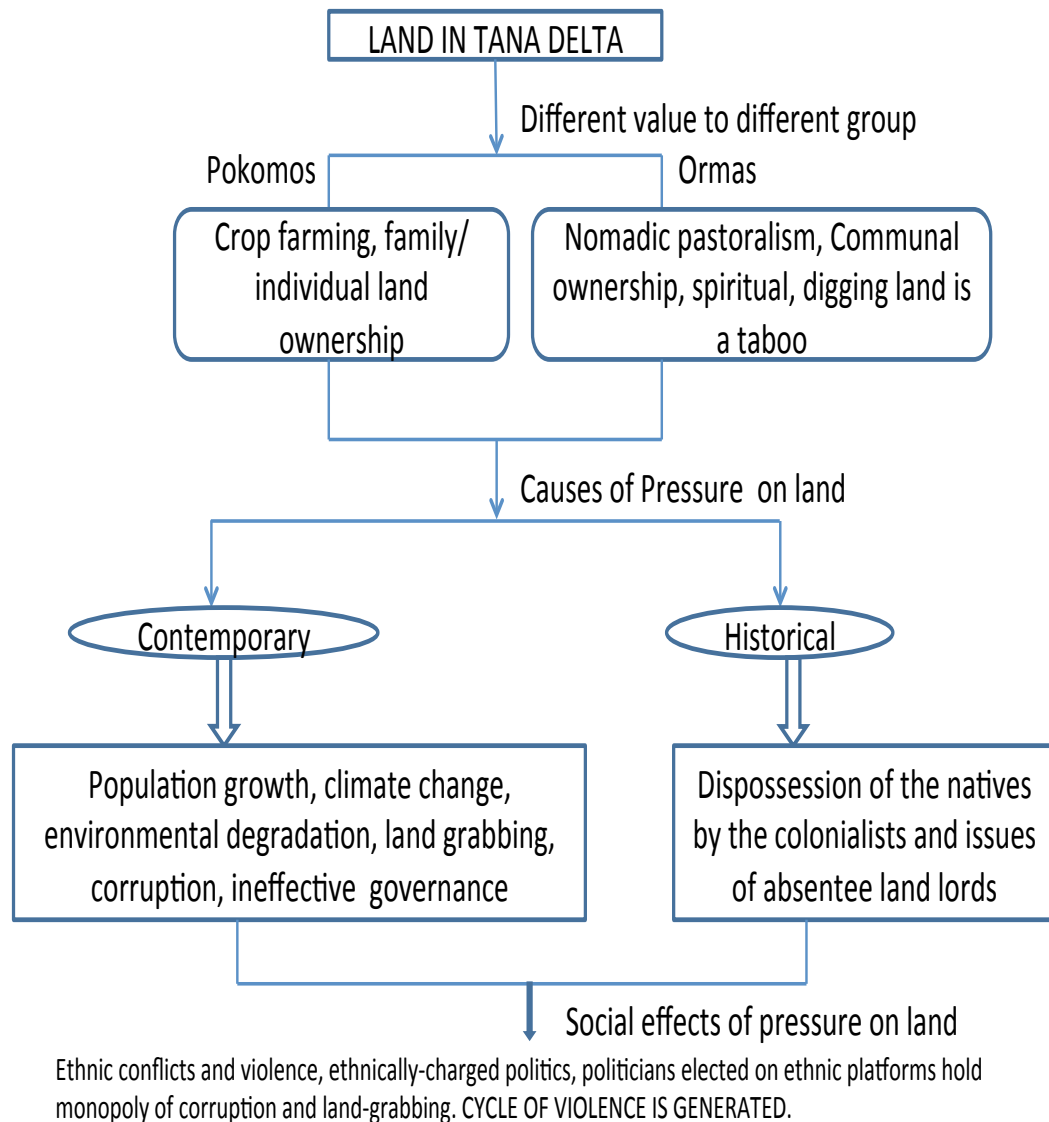 LAND IN TANA DELTA
Different value to different group
Pokomos
Ormas
Crop farming, family/
individual land
ownership
Nomadic pastoralism, Communal
ownership, spiritual, digging land is
a taboo
Causes of Pressure on land
Contemporary
Historical
Population growth, climate change,
environmental degradation, land grabbing,
corruption, ineffective governance
Dispossession of the natives
by the colonialists and issues
of absentee land lords
Social effects of pressure on land
Ethnic conflicts and violence, ethnically-charged politics, politicians elected on ethnic platforms hold
monopoly of corruption and land-grabbing. CYCLE OF VIOLENCE IS GENERATED.